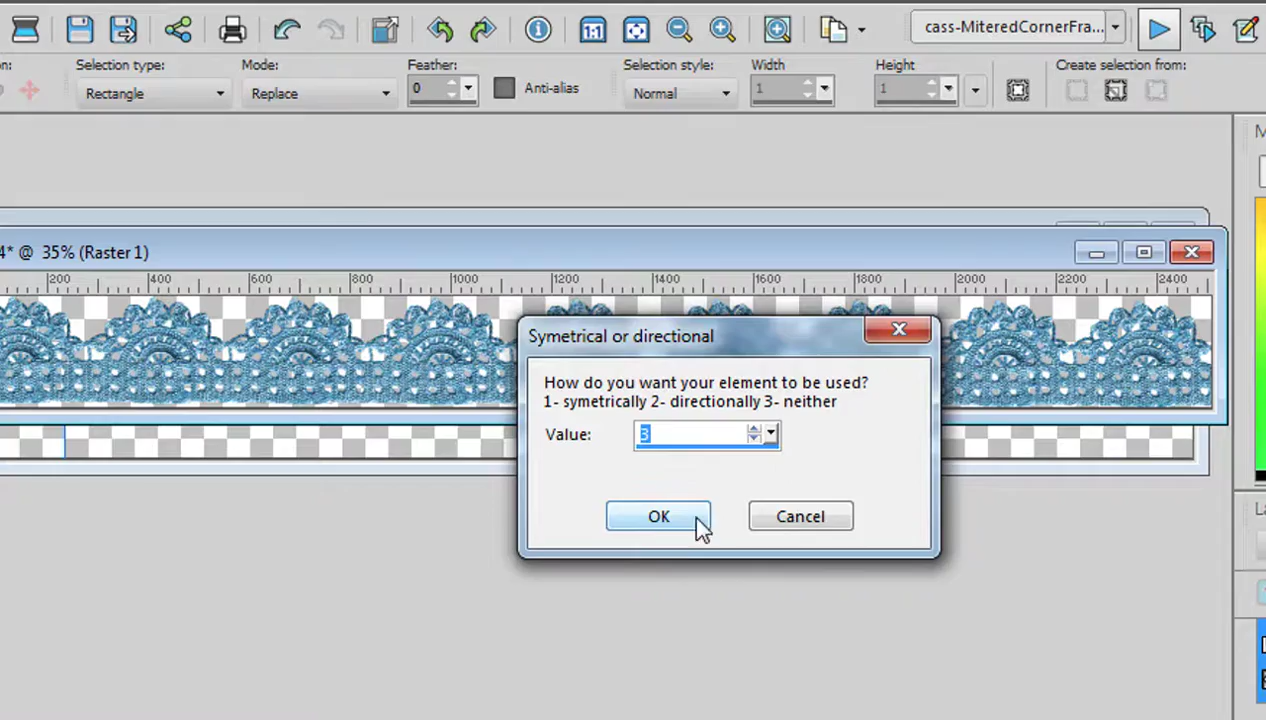 1:1
cass-MiteredCornerFra...
n:
Selection type:
Mode:
Feather:
Selection style:
Width
Height
Create selection from:
Rectangle
Replace
0
Anti-alias
Normal
1
1
M
4* @ 35% (Raster 1)
200 400 600 800 1000 1200 1400 1600 1800 2000 2200 2400
Symetrical or directional
How do you want your element to be used?
1- symetrically 2- directionally 3- neither
Value:
3
OK
Cancel
La